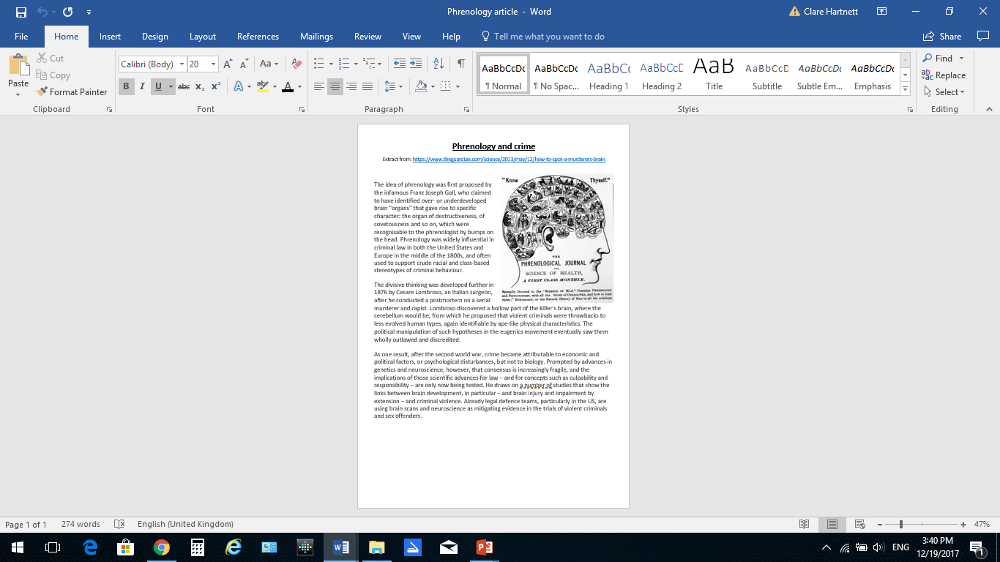 Phrenology article - Word
Clare Hartnett
File Home Insert Design Layout References Mailings Review View Help Tell me what you want to do Share
Paste
Cut
Copy
Format Painter
Clipboard
Calibri (Body) 20 A A Aa
B I U abc x₂ x² A ab A
Font
Paragraph
AaBbCcDc AaBbCcDc AaBbCc AaBbCcD AaB AaBbCcD AaBbCcDc AaBbCcDc
¶ Normal ¶ No Spac... Heading 1 Heading 2 Title Subtitle Subtle Em... Emphasis
Styles
Find
Replace
Select
Editing
Phrenology and crime
Extract from: https://www.theguardian.com/science/2013/may/12/how-to-spot-a-murderers-brain
The idea of phrenology was first proposed by
the infamous Franz Joseph Gall, who claimed
to have identified over- or underdeveloped
brain "organs" that gave rise to specific
character: the organ of destructiveness, of
covetousness and so on, which were
recognisable to the phrenologist by bumps on
the head. Phrenology was widely influential in
criminal law in both the United States and
Europe in the middle of the 1800s, and often
used to support crude racial and class-based
stereotypes of criminal behaviour.
"Know Thyself."
THE
PHRENOLOGICAL JOURNAL
AND
SCIENCE OF HEALTH,
A FIRST CLASS MONTHLY.
Specially Devoted to the "SCIENCE OF MAN." Contains PHRENOLOGY
and PHYSIOGNOMY, with all the SIGNS OF CHARACTER, and how to read
them;" ETHNOLOGY, or the Natural History of Man in all his relations
The divisive thinking was developed further in
1876 by Cesare Lombroso, an Italian surgeon,
after he conducted a postmortem on a serial
murderer and rapist. Lombroso discovered a hollow part of the killer's brain, where the
cerebellum would be, from which he proposed that violent criminals were throwbacks to
less evolved human types, again identifiable by ape-like physical characteristics. The
political manipulation of such hypotheses in the eugenics movement eventually saw them
wholly outlawed and discredited.
As one result, after the second world war, crime became attributable to economic and
political factors, or psychological disturbances, but not to biology. Prompted by advances in
genetics and neuroscience, however, that consensus is increasingly fragile, and the
implications of those scientific advances for law – and for concepts such as culpability and
responsibility – are only now being tested. He draws on a number of studies that show the
links between brain development, in particular – and brain injury and impairment by
extension – and criminal violence. Already legal defence teams, particularly in the US, are
using brain scans and neuroscience as mitigating evidence in the trials of violent criminals
and sex offenders.
Page 1 of 1 274 words English (United Kingdom) 47%
ENG
3:40 PM
12/19/2017
1